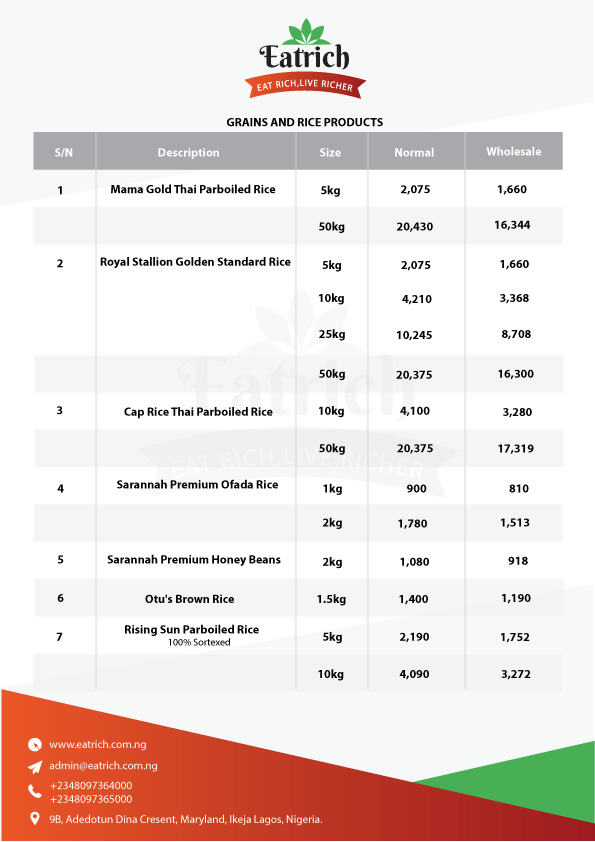 Eatrich
EAT RICH,LIVE RICHER
GRAINS AND RICE PRODUCTS
S/N Description Size Normal Wholesale
1 Mama Gold Thai Parboiled Rice 5kg 2,075 1,660
50kg 20,430 16,344
2 Royal Stallion Golden Standard Rice 5kg 2,075 1,660
10kg 4,210 3,368
25kg 10,245 8,708
50kg 20,375 16,300
3 Cap Rice Thai Parboiled Rice 10kg 4,100 3,280
50kg 20,375 17,319
4 Sarannah Premium Ofada Rice 1kg 900 810
2kg 1,780 1,513
5 Sarannah Premium Honey Beans 2kg 1,080 918
6 Otu's Brown Rice 1.5kg 1,400 1,190
7 Rising Sun Parboiled Rice 5kg 2,190 1,752
100% Sortexed
10kg 4,090 3,272
Eatrich
EAT RICH,LIVE RICHER
www.eatrich.com.ng
admin@eatrich.com.ng
+2348097364000
+2348097365000
9B, Adedotun Dina Cresent, Maryland, Ikeja Lagos, Nigeria.